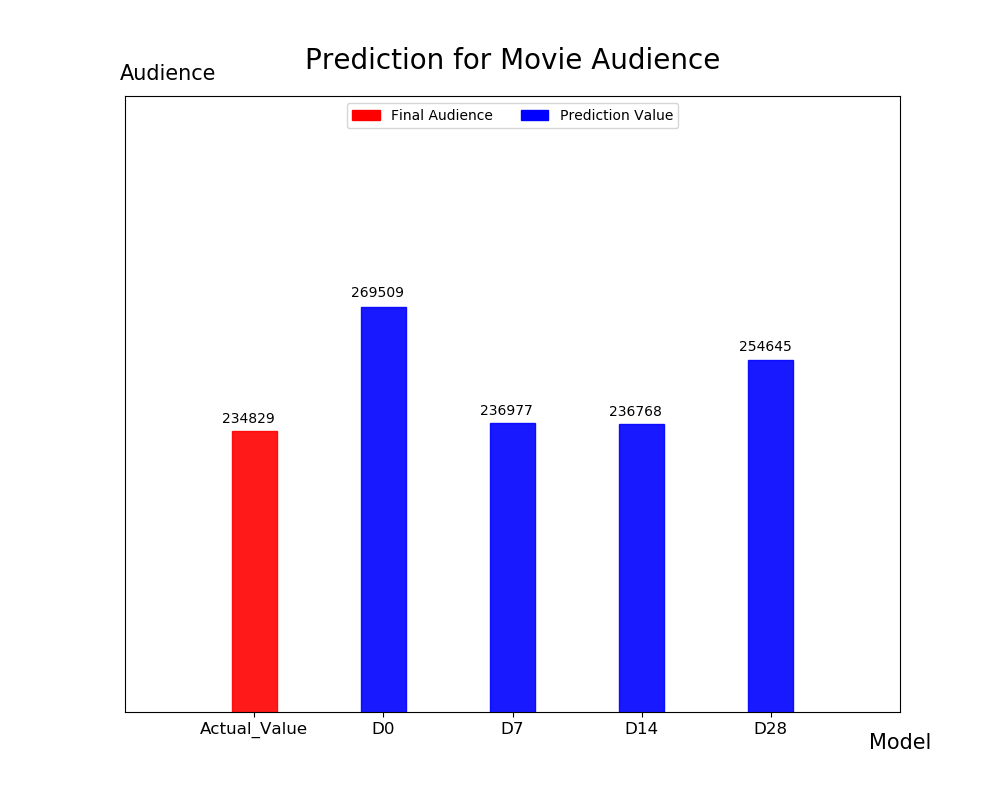 Prediction for Movie Audience
Audience
Final Audience Prediction Value
269509
254645
234829
236977
236768
Actual_Value D0 D7 D14 D28
Model